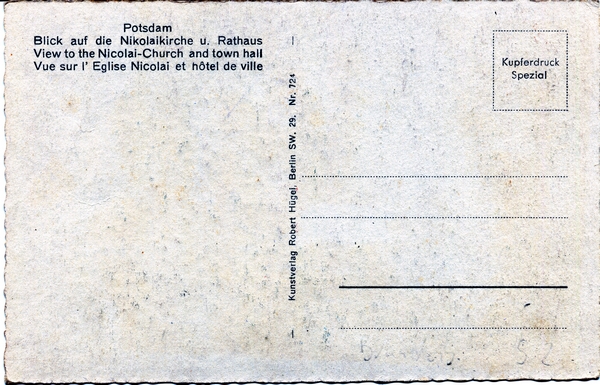 Potsdam
Blick auf die Nikolaikirche u. Rathaus
View to the Nicolai-Church and town hall
Vue sur l' Eglise Nicolai et hôtel de ville
Kunstverlag Robert Hügel, Berlin SW. 29. Nr. 724
Kupferdruck
Spezial